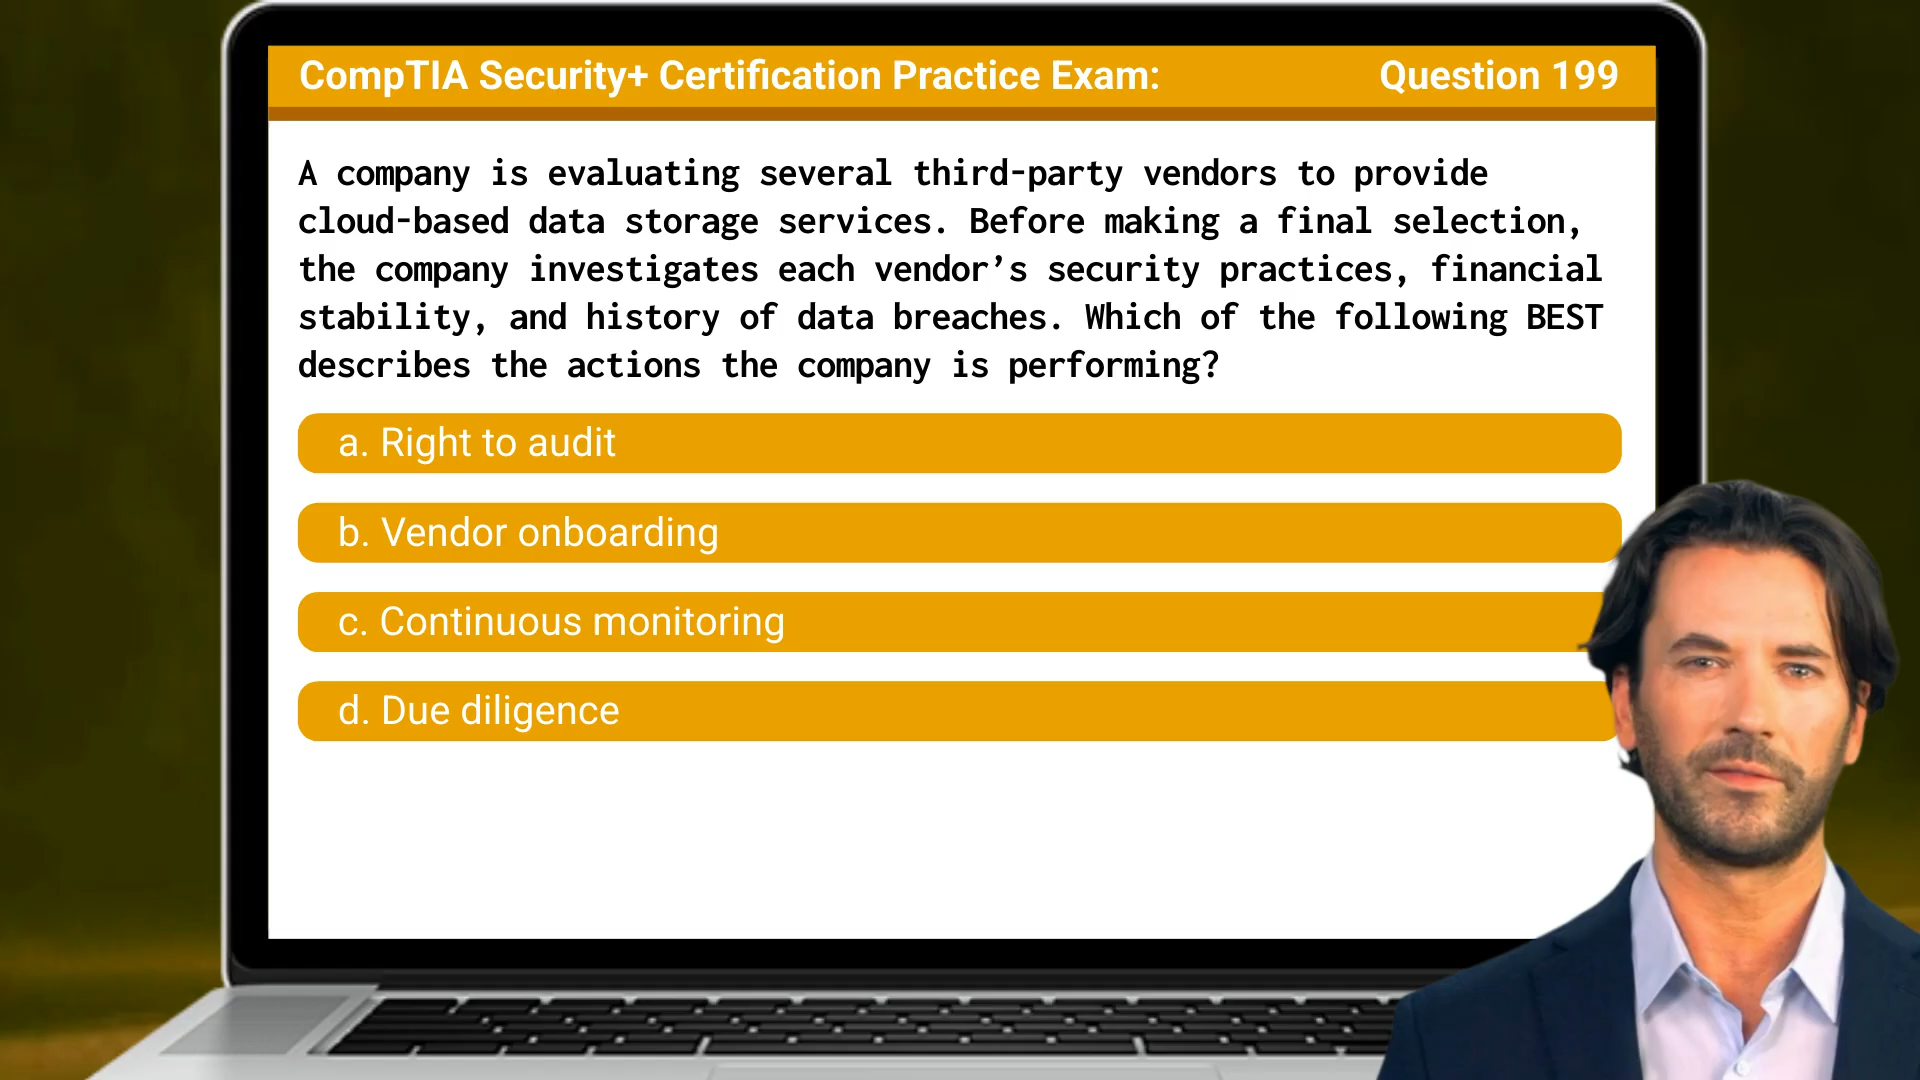 CompTIA Security+ Certification Practice Exam: Question 199
A company is evaluating several third-party vendors to provide
cloud-based data storage services. Before making a final selection,
the company investigates each vendor’s security practices, financial
stability, and history of data breaches. Which of the following BEST
describes the actions the company is performing?
a. Right to audit
b. Vendor onboarding
c. Continuous monitoring
d. Due diligence